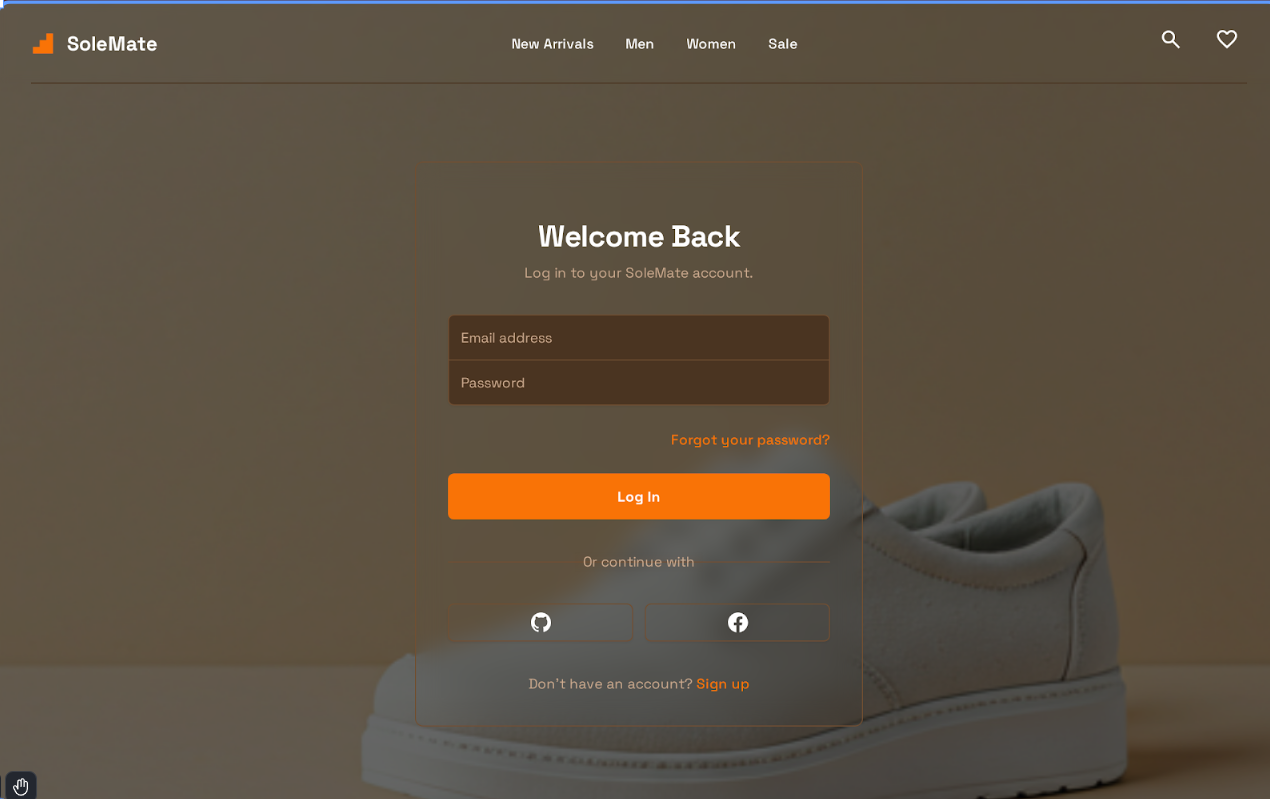 SoleMate
New Arrivals Men Women Sale
Welcome Back
Log in to your SoleMate account.
Email address
Password
Forgot your password?
Log In
Or continue with
Don't have an account? Sign up